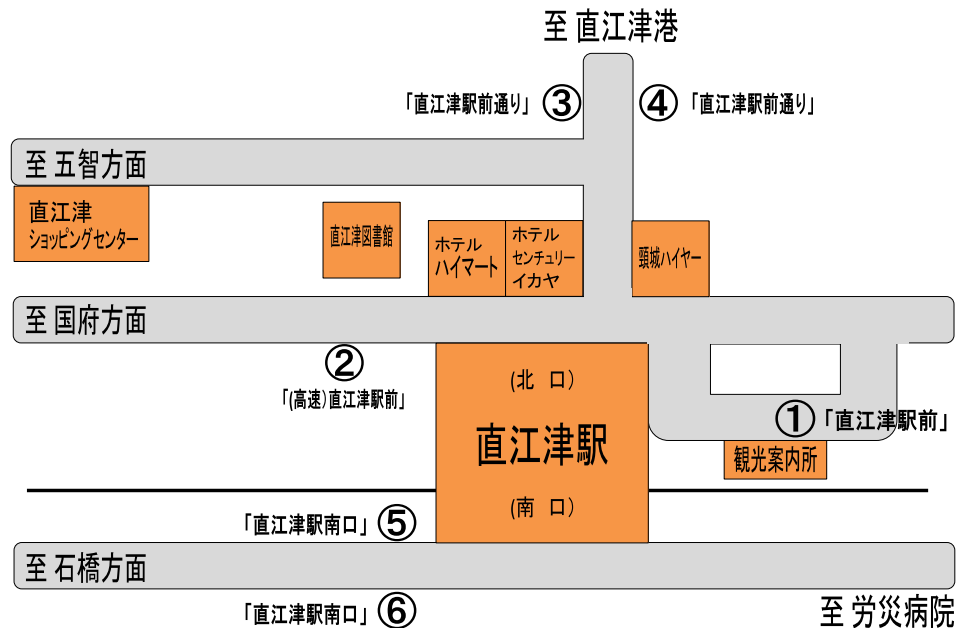 至 直江津港
「直江津駅前通り」 ③
④ 「直江津駅前通り」
至 五智方面
直江津
ショッピングセンター
直江津図書館
ホテル
ハイマート
ホテル
センチュリー
イカヤ
頸城ハイヤー
至 国府方面
②
「(高速)直江津駅前」
(北 口)
直江津駅
(南 口)
① 「直江津駅前」
観光案内所
「直江津駅南口」 ⑤
至 石橋方面
「直江津駅南口」 ⑥
至 労災病院